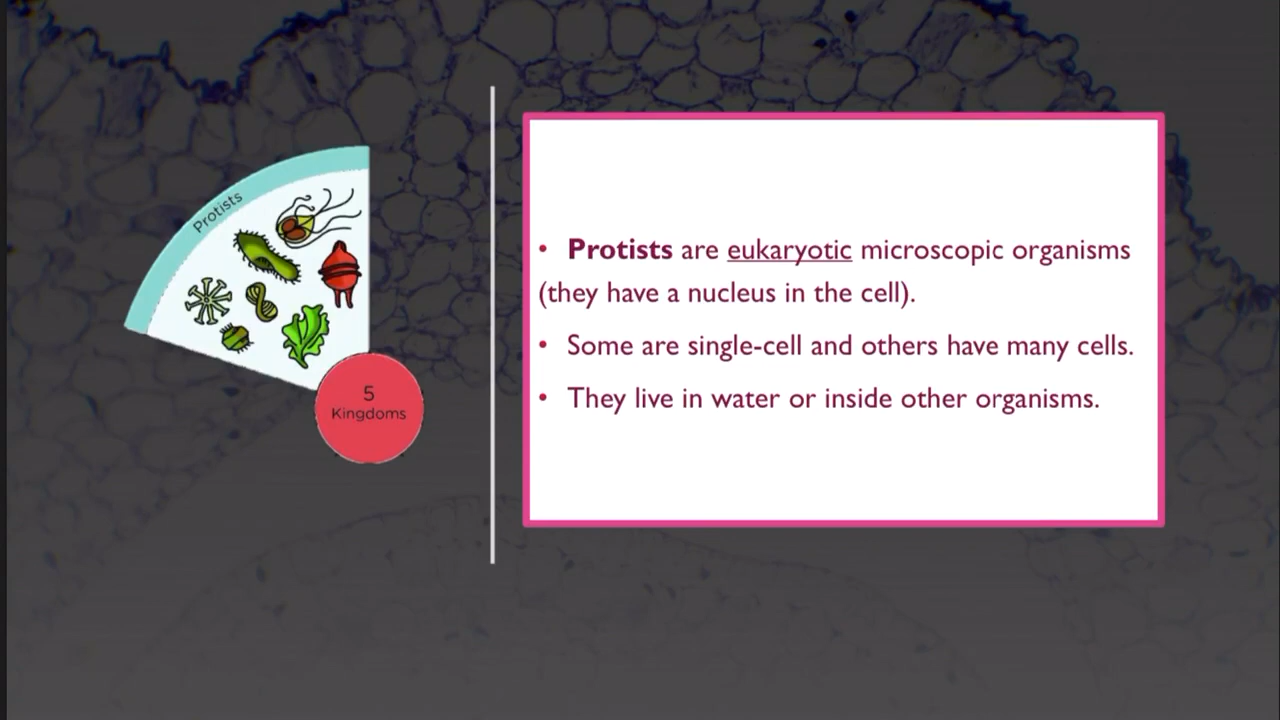 Protists
5
Kingdoms
• Protists are eukaryotic microscopic organisms
(they have a nucleus in the cell).
• Some are single-cell and others have many cells.
• They live in water or inside other organisms.